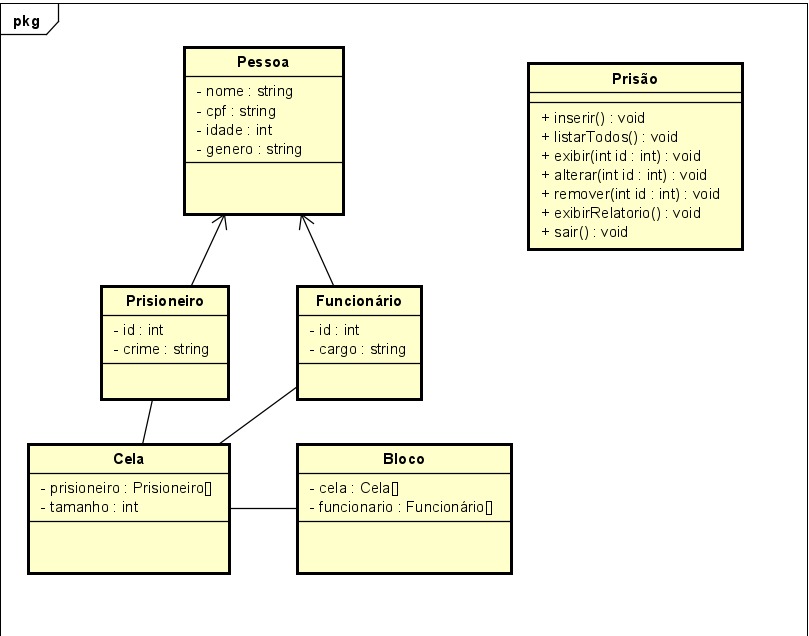 pkg
Pessoa
- nome : string
- cpf : string
- idade : int
- genero : string
Prisão
+ inserir() : void
+ listarTodos() : void
+ exibir(int id : int) : void
+ alterar(int id : int) : void
+ remover(int id : int) : void
+ exibirRelatorio() : void
+ sair() : void
Prisioneiro
- id : int
- crime : string
Funcionário
- id : int
- cargo : string
Cela
- prisioneiro : Prisioneiro[]
- tamanho : int
Bloco
- cela : Cela[]
- funcionario : Funcionário[]